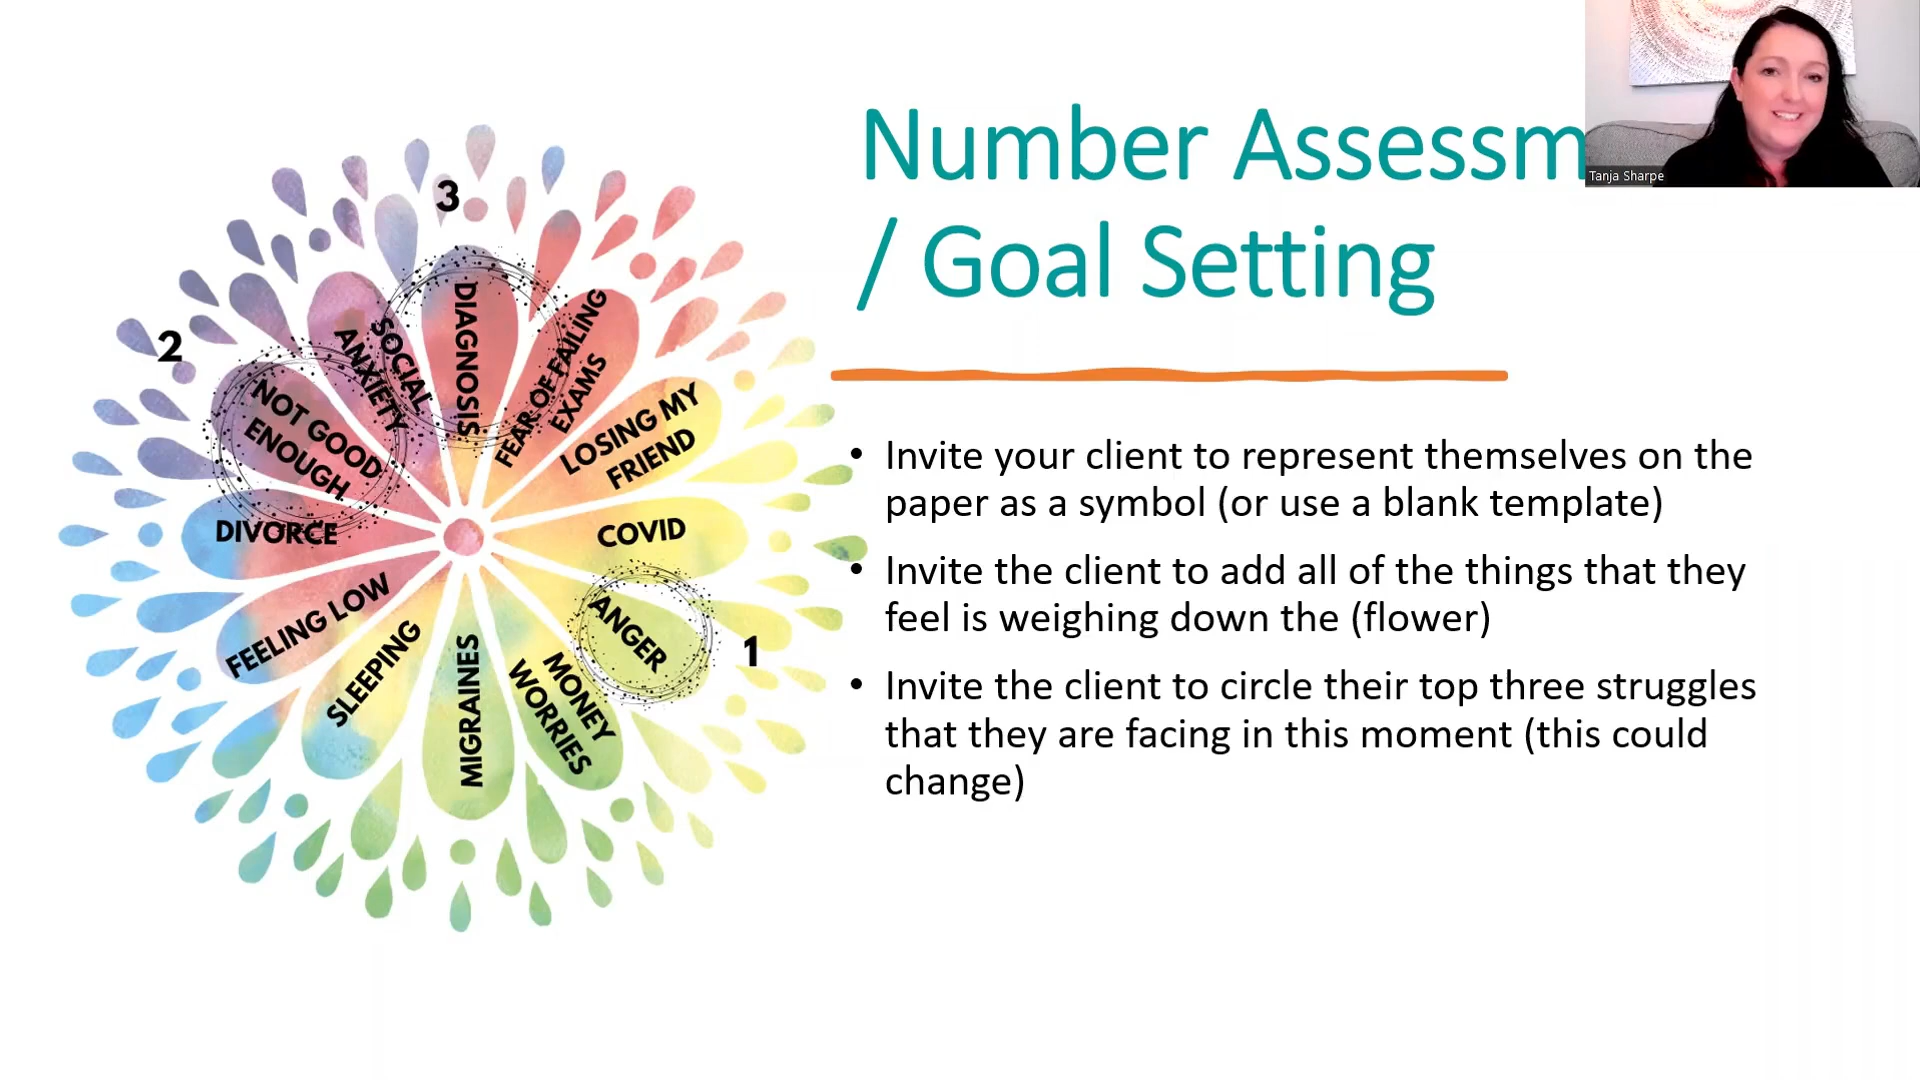 Number Assessm
/ Goal Setting
Tanja Sharpe
3
2
1
DIAGNOSIS
FEAR OF FAILING
EXAMS
LOSING MY
FRIEND
COVID
ANGER
MONEY
WORRIES
MIGRAINES
SLEEPING
FEELING LOW
DIVORCE
NOT GOOD
ENOUGH
SOCIAL
ANXIETY
• Invite your client to represent themselves on the
paper as a symbol (or use a blank template)
• Invite the client to add all of the things that they
feel is weighing down the (flower)
• Invite the client to circle their top three struggles
that they are facing in this moment (this could
change)